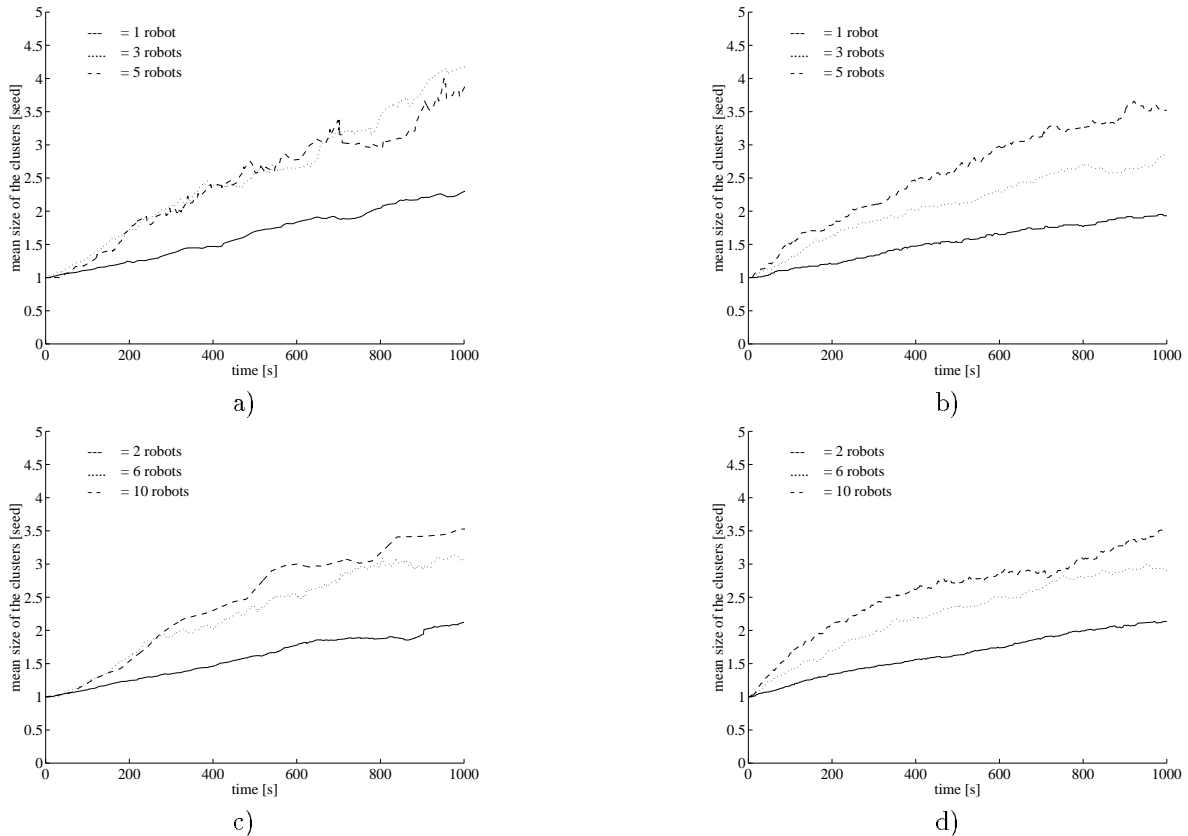 5
4.5
4
3.5
3
2.5
2
1.5
1
0.5
0
mean size of the clusters [seed]
= 1 robot
= 3 robots
= 5 robots
0 200 400 600 800 1000
time [s]
a)
5
4.5
4
3.5
3
2.5
2
1.5
1
0.5
0
mean size of the clusters [seed]
= 1 robot
= 3 robots
= 5 robots
0 200 400 600 800 1000
time [s]
b)
5
4.5
4
3.5
3
2.5
2
1.5
1
0.5
0
mean size of the clusters [seed]
= 2 robots
= 6 robots
= 10 robots
0 200 400 600 800 1000
time [s]
c)
5
4.5
4
3.5
3
2.5
2
1.5
1
0.5
0
mean size of the clusters [seed]
= 2 robots
= 6 robots
= 10 robots
0 200 400 600 800 1000
time [s]
d)